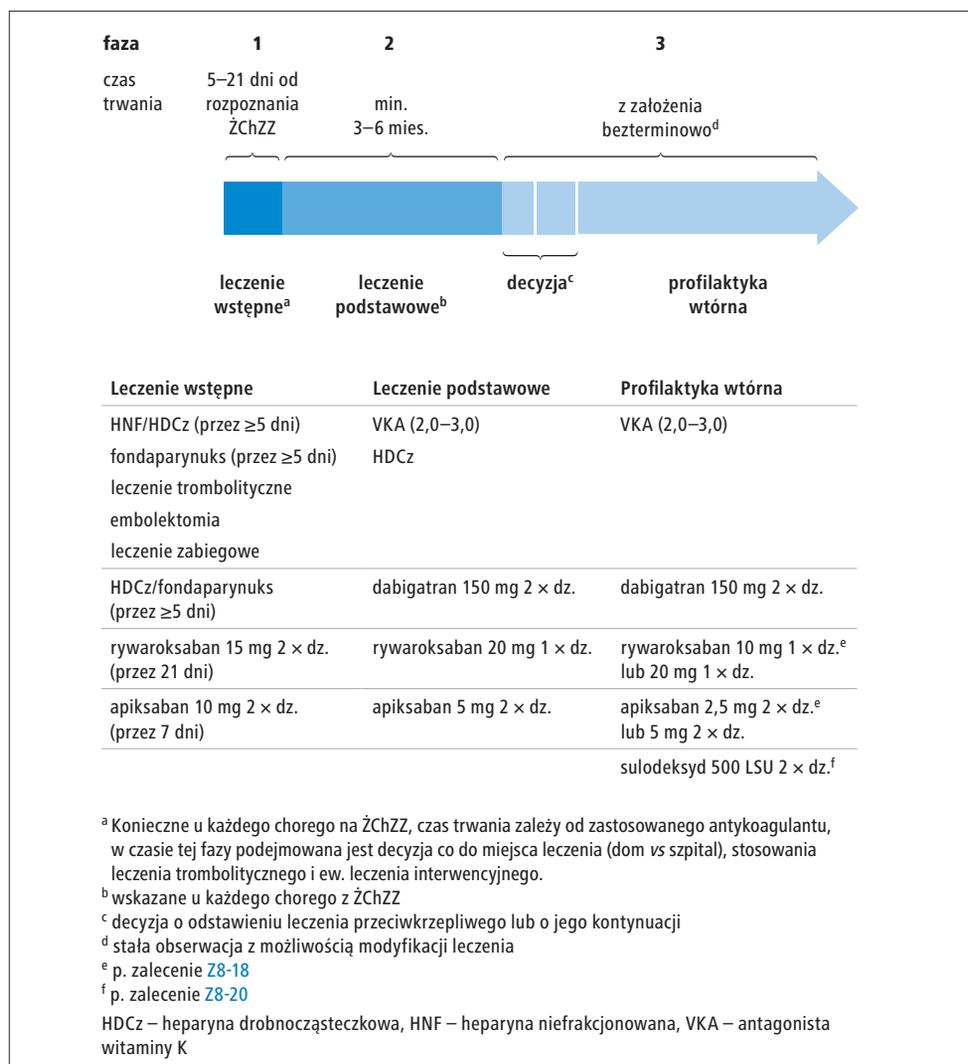 faza 1 2 3
czas trwania
5–21 dni od
rozpoznania
ŻChZZ
min.
3–6 mies.
z założenia
bezterminowo^d
leczenie
wstępne^a
leczenie
podstawowe^b
decyzja^c
profilaktyka
wtórna
Leczenie wstępne Leczenie podstawowe Profilaktyka wtórna
HNF/HDCz (przez ≥5 dni) VKA (2,0–3,0) VKA (2,0–3,0)
fondaparynuks (przez ≥5 dni) HDCz
leczenie trombolityczne
embolektomia
leczenie zabiegowe
HDCz/fondaparynuks
(przez ≥5 dni)
dabigatran 150 mg 2 × dz.
dabigatran 150 mg 2 × dz.
rywaroksaban 15 mg 2 × dz.
(przez 21 dni)
rywaroksaban 20 mg 1 × dz.
rywaroksaban 10 mg 1 × dz.^e
lub 20 mg 1 × dz.
apiksaban 10 mg 2 × dz.
(przez 7 dni)
apiksaban 5 mg 2 × dz.
apiksaban 2,5 mg 2 × dz.^e
lub 5 mg 2 × dz.
sulodeksyd 500 LSU 2 × dz.^f
^a Konieczne u każdego chorego na ŻChZZ, czas trwania zależy od zastosowanego antykoagulantu,
w czasie tej fazy podejmowana jest decyzja co do miejsca leczenia (dom vs szpital), stosowania
leczenia trombolitycznego i ew. leczenia interwencyjnego.
^b wskazane u każdego chorego z ŻChZZ
^c decyzja o odstawieniu leczenia przeciwkrzepliwego lub o jego kontynuacji
^d stała obserwacja z możliwością modyfikacji leczenia
^e p. zalecenie Z8-18
^f p. zalecenie Z8-20
HDCz – heparyna drobnocząsteczkowa, HNF – heparyna niefrakcjonowana, VKA – antagonista
witaminy K